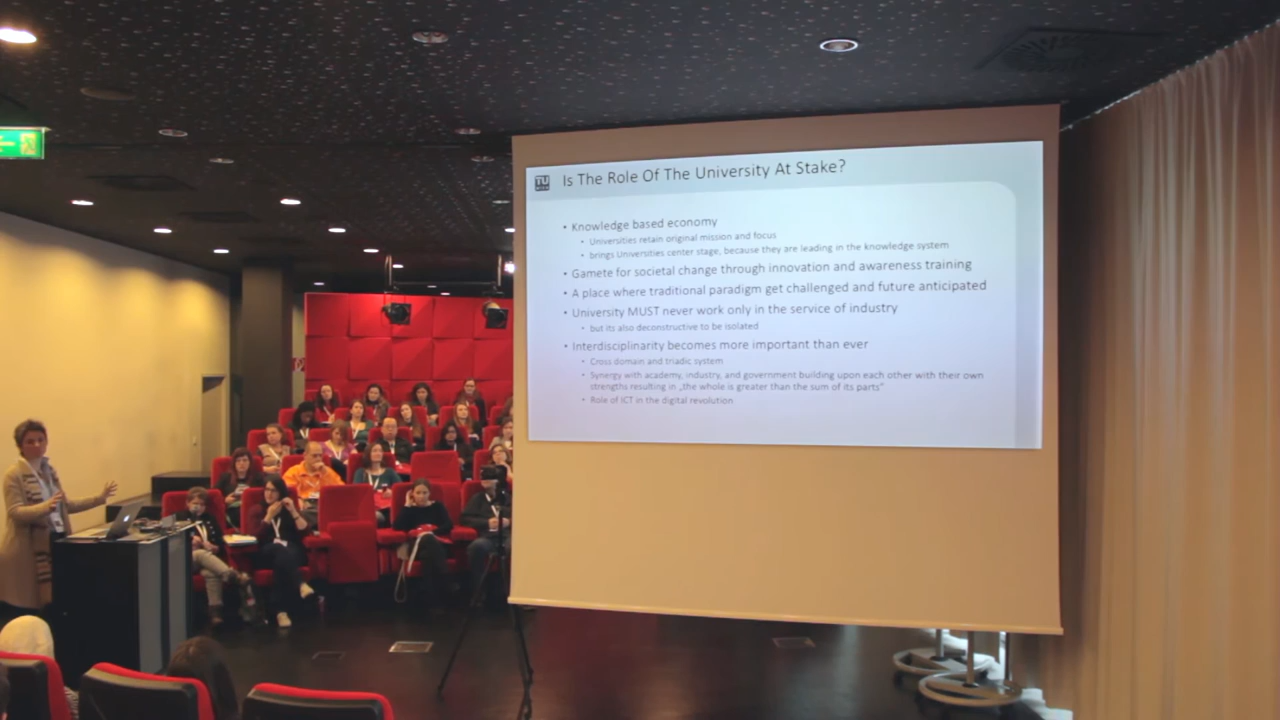 TU
Is The Role Of The University At Stake?
• Knowledge based economy
• Universities retain original mission and focus
• brings Universities center stage, because they are leading in the knowledge system
• Gamete for societal change through innovation and awareness training
• A place where traditional paradigm get challenged and future anticipated
• University MUST never work only in the service of industry
• but its also deconstructive to be isolated
• Interdisciplinarity becomes more important than ever
• Cross domain and triadic system
• Synergy with academy, industry, and government building upon each other with their own
strengths resulting in „the whole is greater than the sum of its parts"
• Role of ICT in the digital revolution